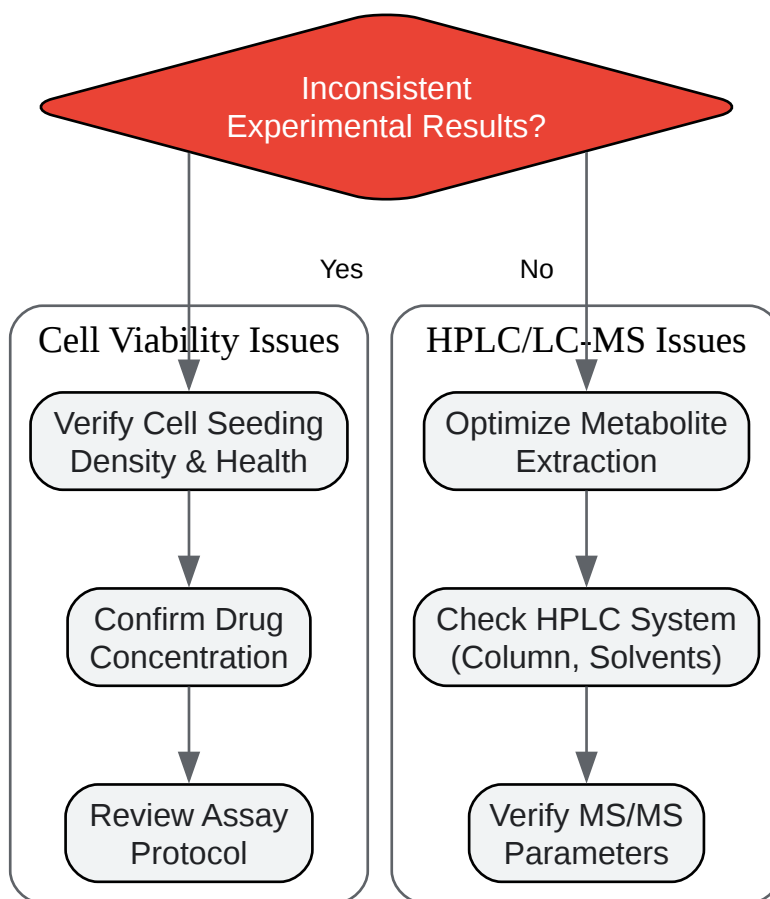 Inconsistent
Experimental Results?
Yes
No
Cell Viability Issues
Verify Cell Seeding
Density & Health
Confirm Drug
Concentration
Review Assay
Protocol
HPLC/LC-MS Issues
Optimize Metabolite
Extraction
Check HPLC System
(Column, Solvents)
Verify MS/MS
Parameters